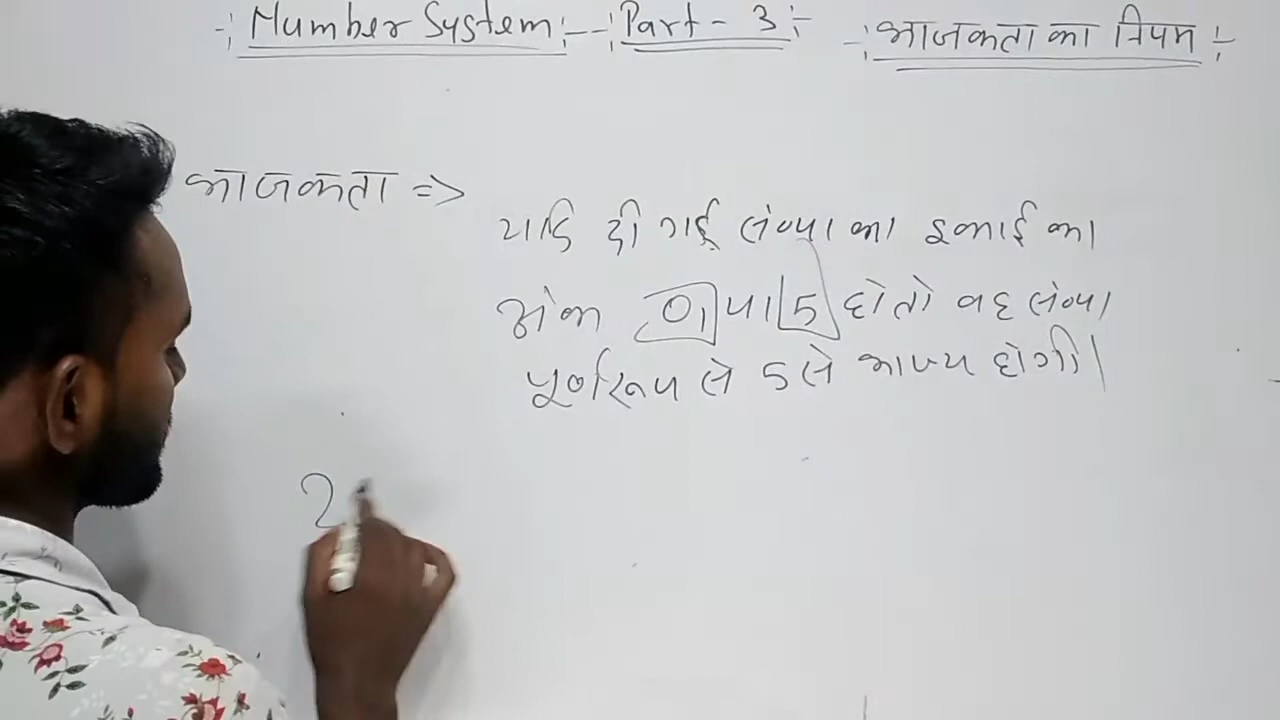 -:Number System:--:Part - 3:- -:भाजकता का नियम:-
भाजकता =>
यदि दी गई संख्या का इकाई का
अंक 0 या 5 हो तो वह संख्या
पूर्णरूप से 5 से भाज्य होगी।
2